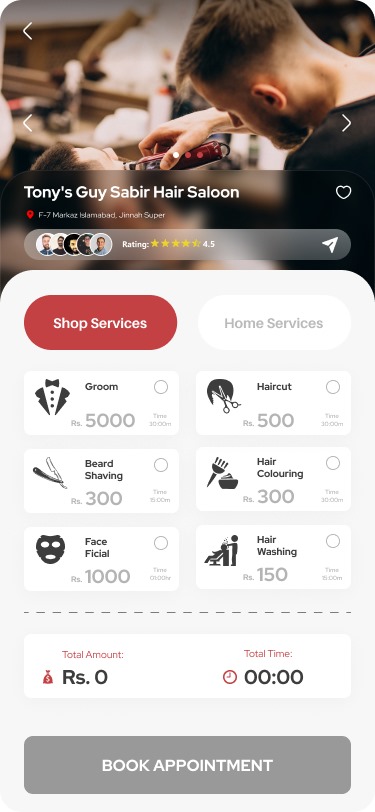 Tony's Guy Sabir Hair Saloon
F-7 Markaz Islamabad, Jinnah Super
Rating: 4.5
Shop Services
Home Services
Groom
Rs. 5000
Time
30:00m
Haircut
Rs. 500
Time
30:00m
Beard
Shaving
Rs. 300
Time
15:00m
Hair
Colouring
Rs. 300
Time
30:00m
Face
Ficial
Rs. 1000
Time
01:00hr
Hair
Washing
Rs. 150
Time
15:00m
Total Amount:
Rs. 0
Total Time:
00:00
BOOK APPOINTMENT